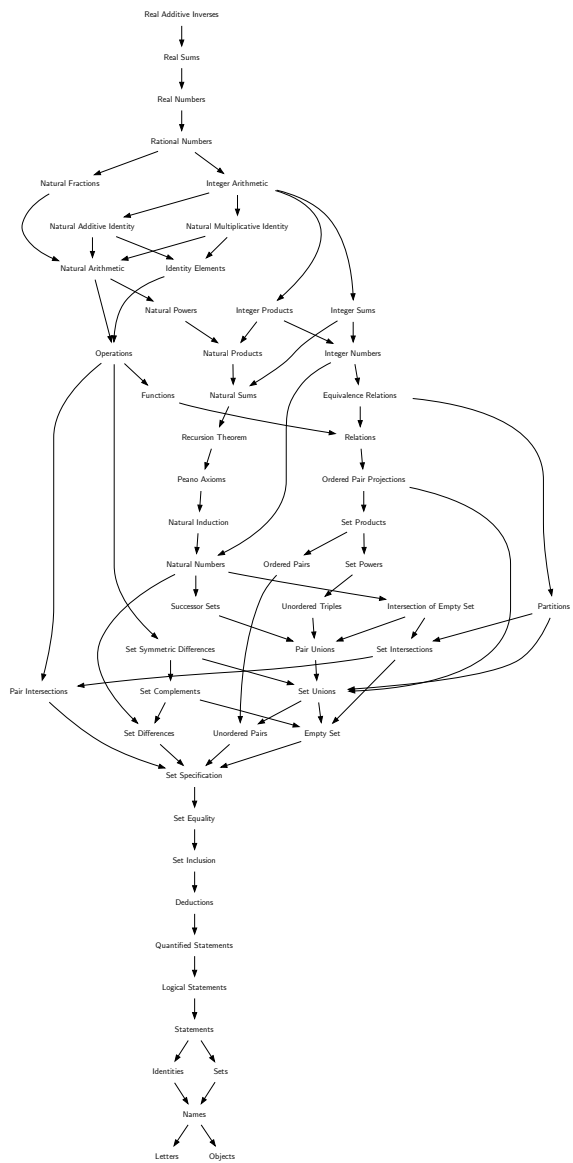 Real Additive Inverses
Real Sums
Real Numbers
Rational Numbers
Natural Fractions
Integer Arithmetic
Natural Additive Identity
Natural Multiplicative Identity
Natural Arithmetic
Identity Elements
Natural Powers
Integer Products
Integer Sums
Operations
Natural Products
Integer Numbers
Functions
Natural Sums
Equivalence Relations
Recursion Theorem
Relations
Peano Axioms
Ordered Pair Projections
Natural Induction
Set Products
Natural Numbers
Ordered Pairs
Set Powers
Successor Sets
Unordered Triples
Intersection of Empty Set
Partitions
Set Symmetric Differences
Pair Unions
Set Intersections
Pair Intersections
Set Complements
Set Unions
Set Differences
Unordered Pairs
Empty Set
Set Specification
Set Equality
Set Inclusion
Deductions
Quantified Statements
Logical Statements
Statements
Identities
Sets
Names
Letters
Objects